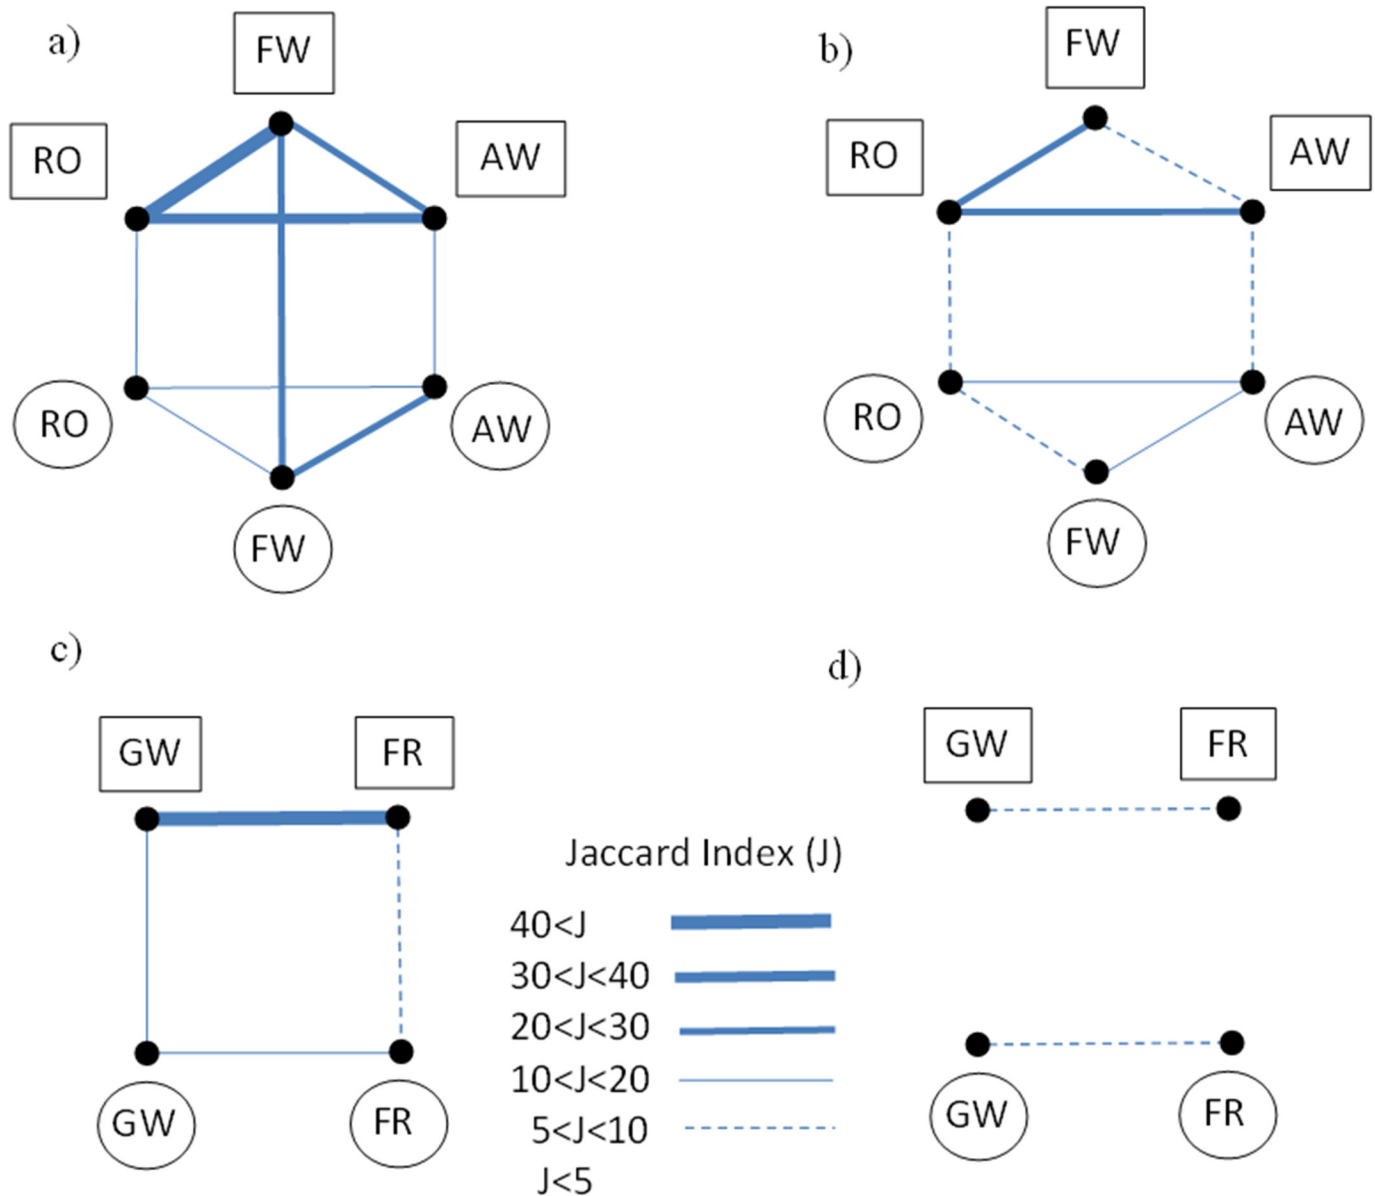 a)
FW
RO
AW
RO
AW
FW
b)
FW
RO
AW
RO
AW
FW
c)
GW
FR
GW
FR
d)
GW
FR
GW
FR
Jaccard Index (J)
40<J
30<J<40
20<J<30
10<J<20
5<J<10
J<5